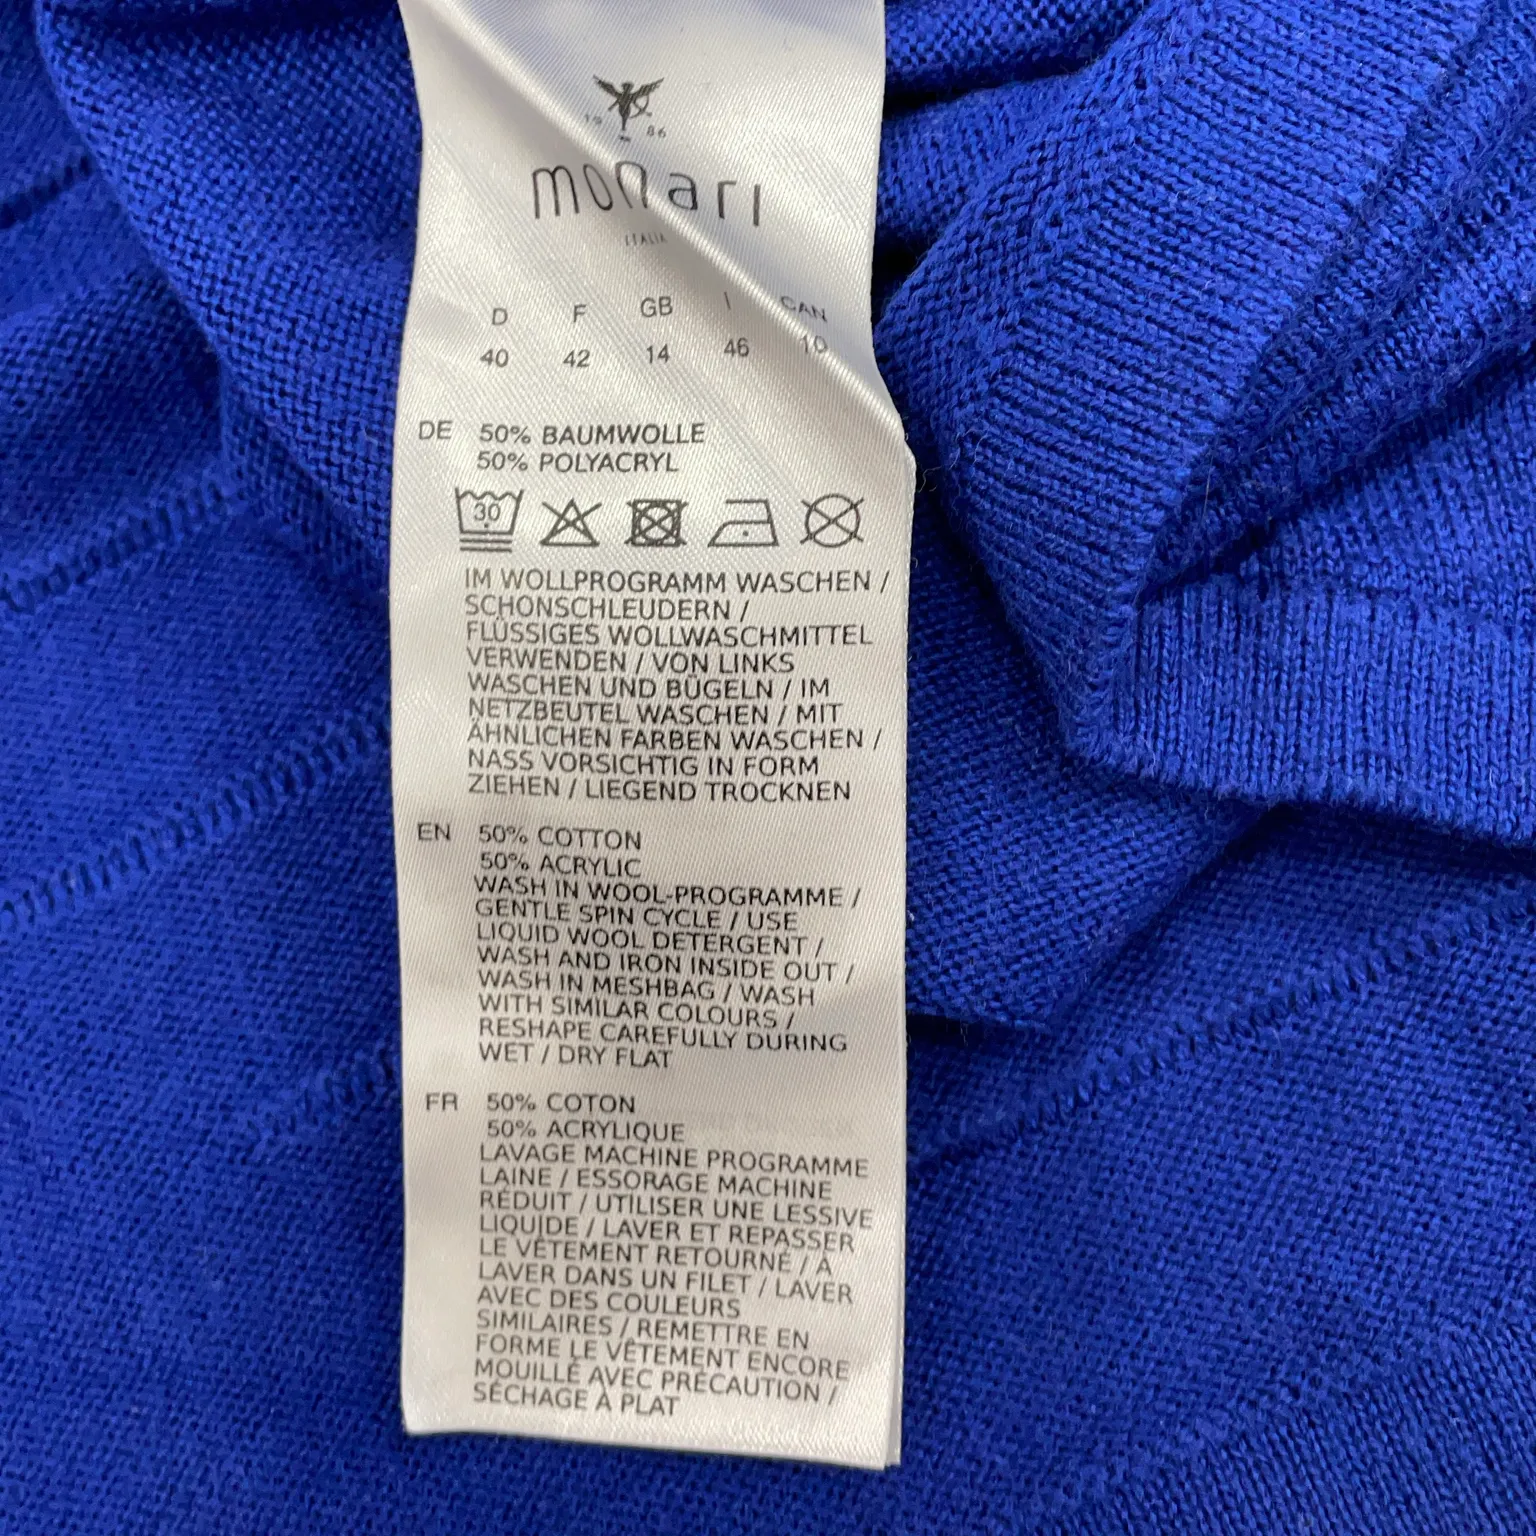 19 86
monari
ITALIA
D F GB I CAN
40 42 14 46 10
DE 50% BAUMWOLLE
50% POLYACRYL
30
IM WOLLPROGRAMM WASCHEN /
SCHONSCHLEUDERN /
FLÜSSIGES WOLLWASCHMITTEL
VERWENDEN / VON LINKS
WASCHEN UND BÜGELN / IM
NETZBEUTEL WASCHEN / MIT
ÄHNLICHEN FARBEN WASCHEN /
NASS VORSICHTIG IN FORM
ZIEHEN / LIEGEND TROCKNEN
EN 50% COTTON
50% ACRYLIC
WASH IN WOOL-PROGRAMME /
GENTLE SPIN CYCLE / USE
LIQUID WOOL DETERGENT /
WASH AND IRON INSIDE OUT /
WASH IN MESHBAG / WASH
WITH SIMILAR COLOURS /
RESHAPE CAREFULLY DURING
WET / DRY FLAT
FR 50% COTON
50% ACRYLIQUE
LAVAGE MACHINE PROGRAMME
LAINE / ESSORAGE MACHINE
RÉDUIT / UTILISER UNE LESSIVE
LIQUIDE / LAVER ET REPASSER
LE VÊTEMENT RETOURNÉ / À
LAVER DANS UN FILET / LAVER
AVEC DES COULEURS
SIMILAIRES / REMETTRE EN
FORME LE VÊTEMENT ENCORE
MOUILLÉ AVEC PRÉCAUTION /
SÉCHAGE À PLAT